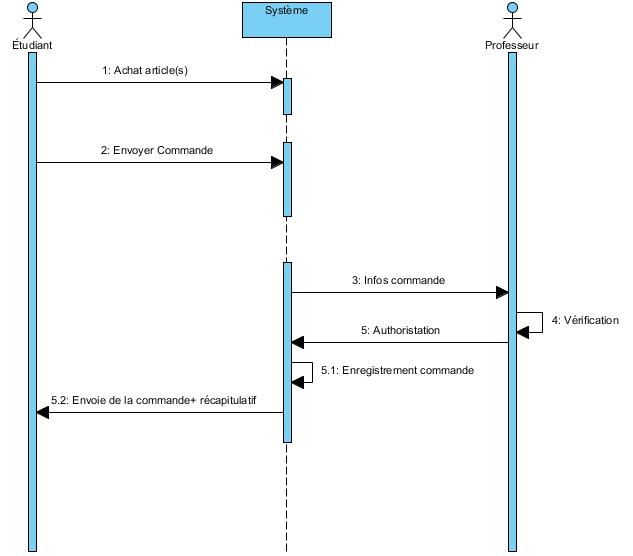 Système
Étudiant
Professeur
1: Achat article(s)
2: Envoyer Commande
3: Infos commande
4: Vérification
5: Authoristation
5.1: Enregistrement commande
5.2: Envoie de la commande+ récapitulatif